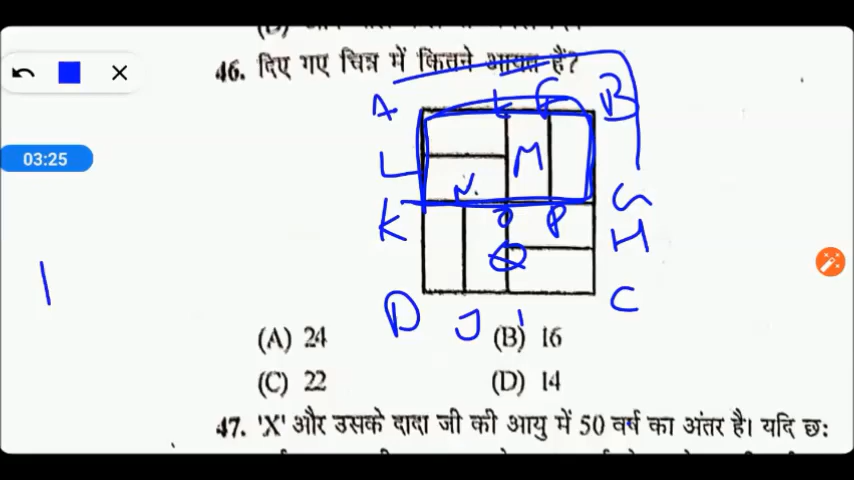 46. दिए गए चित्र में कितने आयत हैं?
A E F B
03:25
L M
N. G
K O P H
Q
D J I C
(A) 24 (B) 16
(C) 22 (D) 14
47. 'X' और उसके दादा जी की आयु में 50 वर्ष का अंतर है। यदि छः